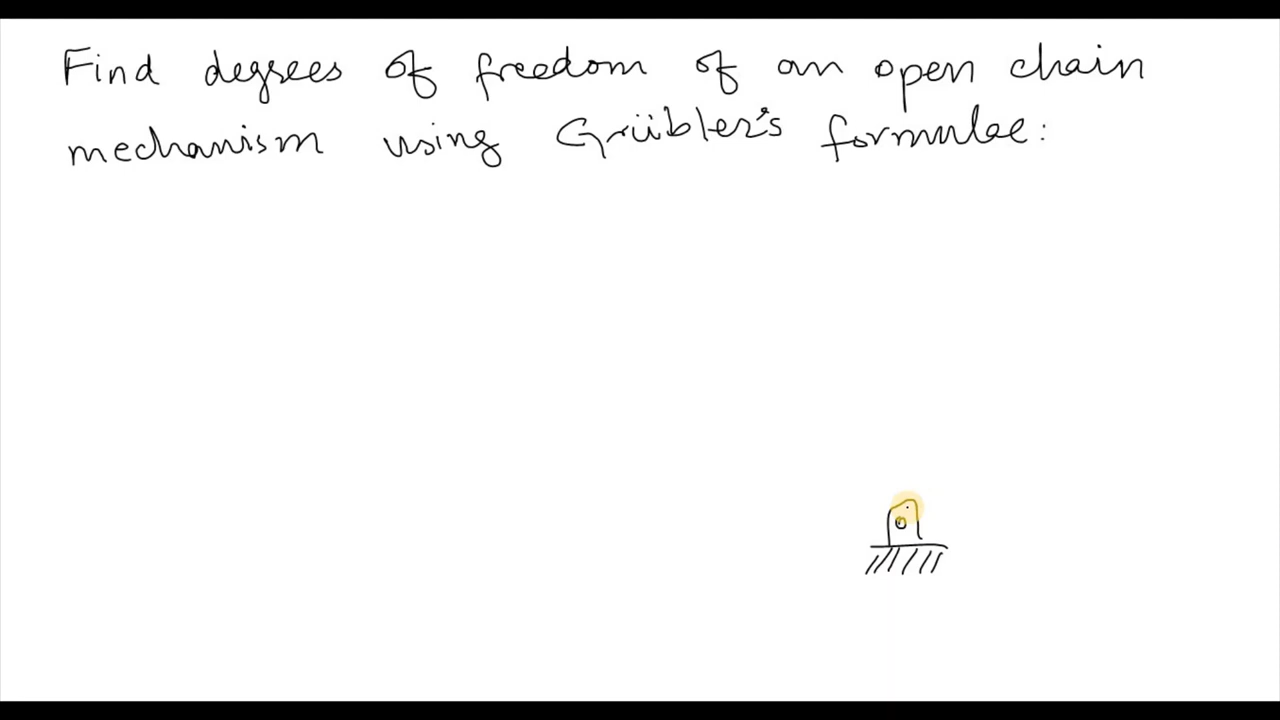 Find degrees of freedom of an open chain
mechanism using Grübler's formulae: